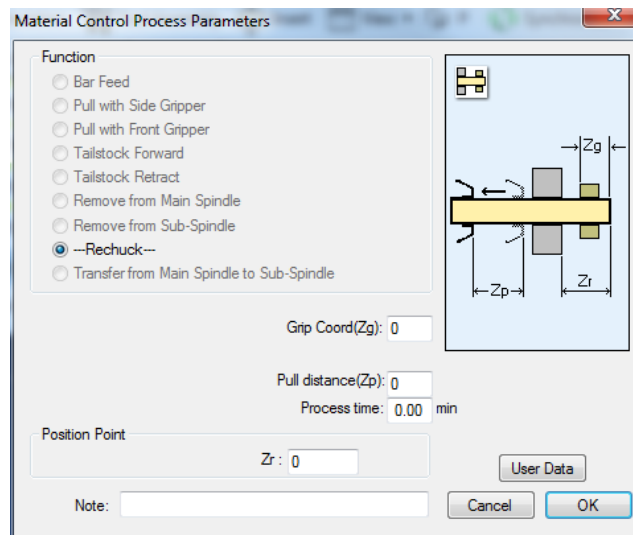 Material Control Process Parameters
Function
Bar Feed
Pull with Side Gripper
Pull with Front Gripper
Tailstock Forward
Tailstock Retract
Remove from Main Spindle
Remove from Sub-Spindle
---Rechuck---
Transfer from Main Spindle to Sub-Spindle
Zg
Zp
Zr
Grip Coord(Zg): 0
Pull distance(Zp): 0
Process time: 0.00 min
Position Point
Zr : 0
User Data
Note:
Cancel
OK